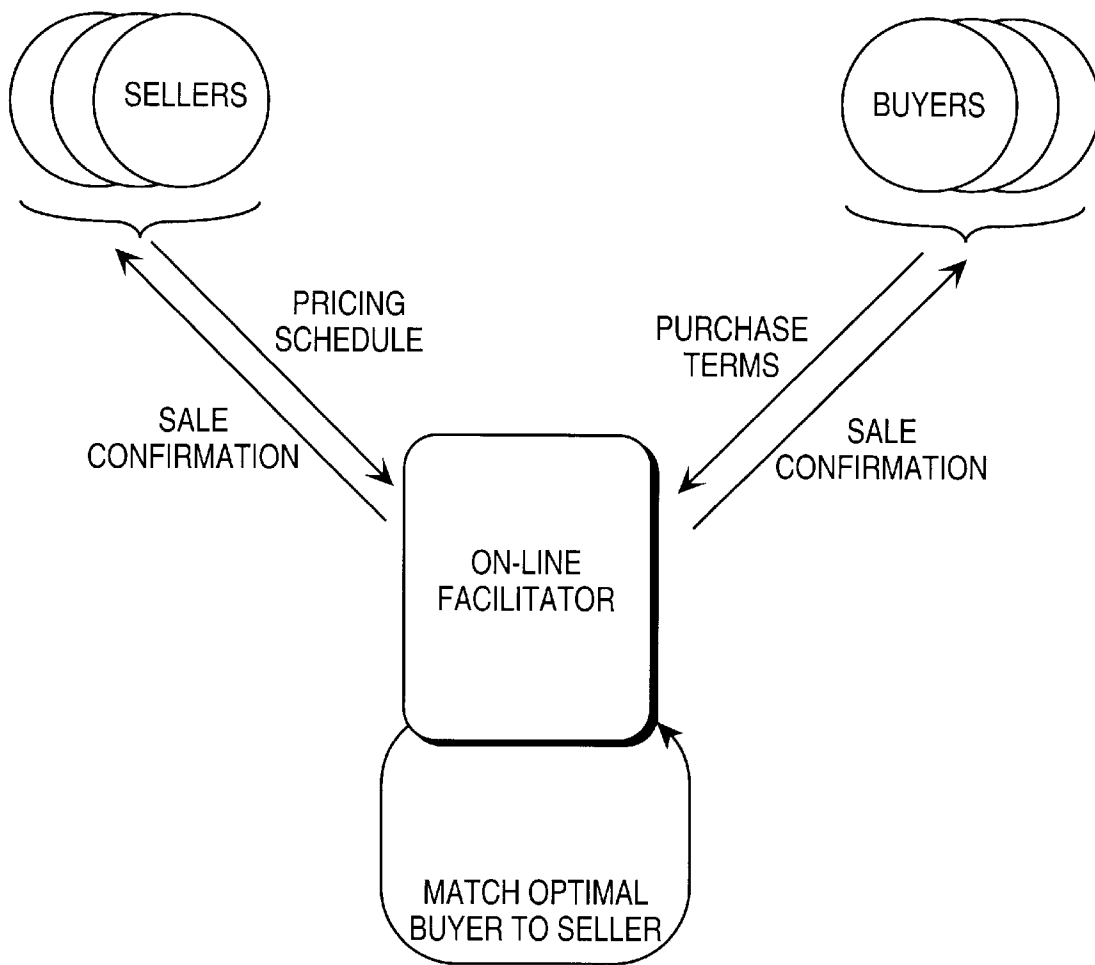 SELLERS
BUYERS
PRICING
SCHEDULE
PURCHASE
TERMS
SALE
CONFIRMATION
SALE
CONFIRMATION
ON-LINE
FACILITATOR
MATCH OPTIMAL
BUYER TO SELLER